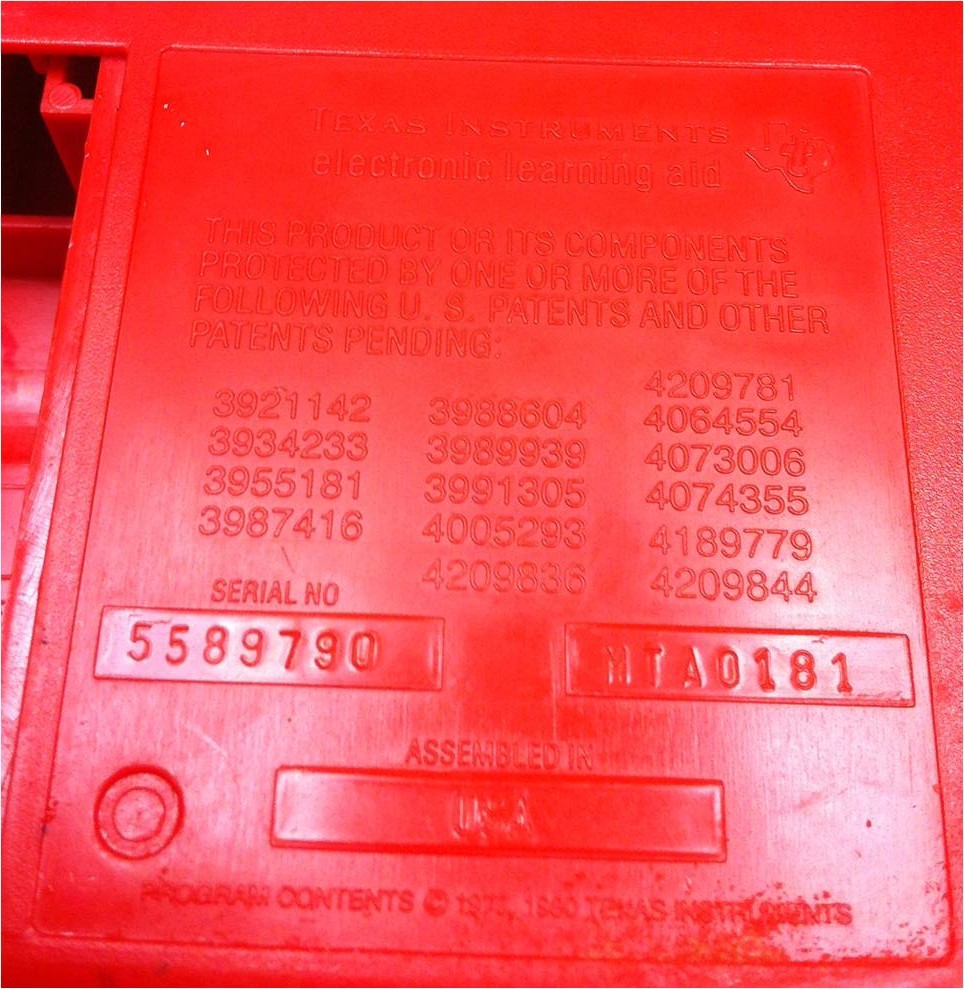 TEXAS INSTRUMENTS
electronic learning aid
THIS PRODUCT OR ITS COMPONENTS
PROTECTED BY ONE OR MORE OF THE
FOLLOWING U. S. PATENTS AND OTHER
PATENTS PENDING:
3921142 3988604 4209781
3934233 3989939 4064554
3955181 3991305 4073006
3987416 4005293 4074355
4209836 4189779
4209844
SERIAL NO
5589790 MTA0181
ASSEMBLED IN
USA
PROGRAM CONTENTS © 1980 TEXAS INSTRUMENTS